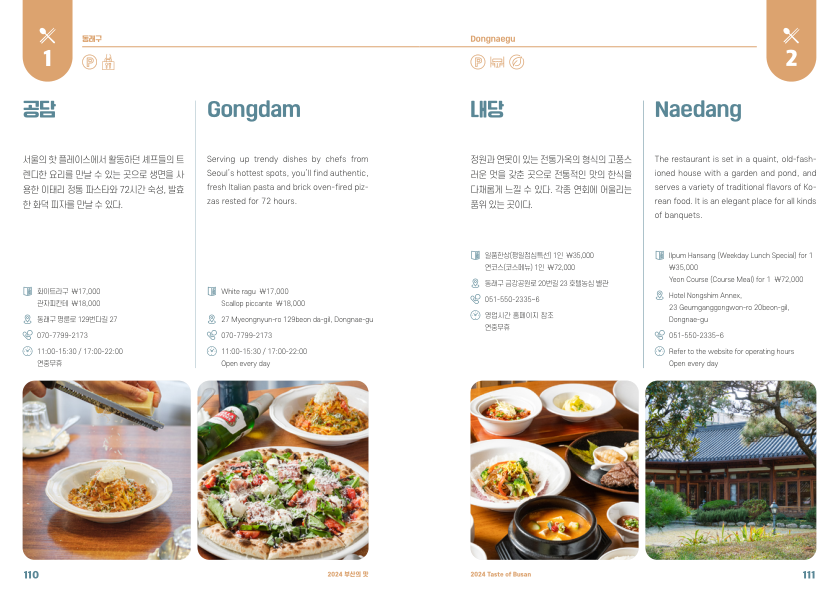 1
동래구
공담
서울의 핫 플레이스에서 활동하던 셰프들의 트
렌디한 요리를 만날 수 있는 곳으로 생면을 사
용한 이태리 정통 파스타와 72시간 숙성, 발효
한 화덕 피자를 만날 수 있다.
화이트라구 ₩17,000
관자피칸테 ₩18,000
동래구 명륜로 129번다길 27
070-7799-2173
11:00-15:30 / 17:00-22:00
연중무휴
Gongdam
Serving up trendy dishes by chefs from
Seoul's hottest spots, you'll find authentic,
fresh Italian pasta and brick oven-fired piz-
zas rested for 72 hours.
White ragu ₩17,000
Scallop piccante ₩18,000
27 Myeongnyun-ro 129beon da-gil, Dongnae-gu
070-7799-2173
11:00-15:30 / 17:00-22:00
Open every day
110
2024 부산의 맛
Dongnaegu
2
내당
정원과 연못이 있는 전통가옥의 형식의 고풍스
러운 멋을 갖춘 곳으로 전통적인 맛의 한식을
다채롭게 느낄 수 있다. 각종 연회에 어울리는
품위 있는 곳이다.
일품한상(평일점심특선) 1인 ₩35,000
연코스(코스메뉴) 1인 ₩72,000
동래구 금강공원로 20번길 23 호텔농심 별관
051-550-2335~6
영업시간 홈페이지 참조
연중무휴
Naedang
The restaurant is set in a quaint, old-fash-
ioned house with a garden and pond, and
serves a variety of traditional flavors of Ko-
rean food. It is an elegant place for all kinds
of banquets.
Ilpum Hansang (Weekday Lunch Special) for 1
₩35,000
Yeon Course (Course Meal) for 1 ₩72,000
Hotel Nongshim Annex,
23 Geumganggongwon-ro 20beon-gil,
Dongnae-gu
051-550-2335~6
Refer to the website for operating hours
Open every day
2024 Taste of Busan
111